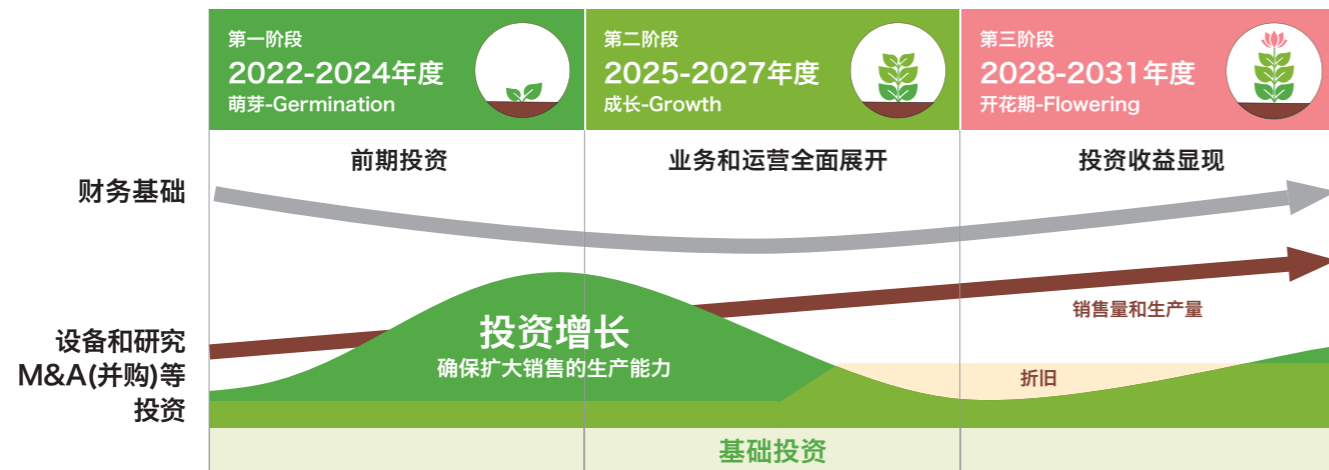 第一阶段
2022-2024年度
萌芽-Germination
第二阶段
2025-2027年度
成长-Growth
第三阶段
2028-2031年度
开花期-Flowering
前期投资
业务和运营全面展开
投资收益显现
财务基础
销售量和生产量
投资增长
确保扩大销售的生产能力
设备和研究
M&A(并购)等
投资
折旧
基础投资